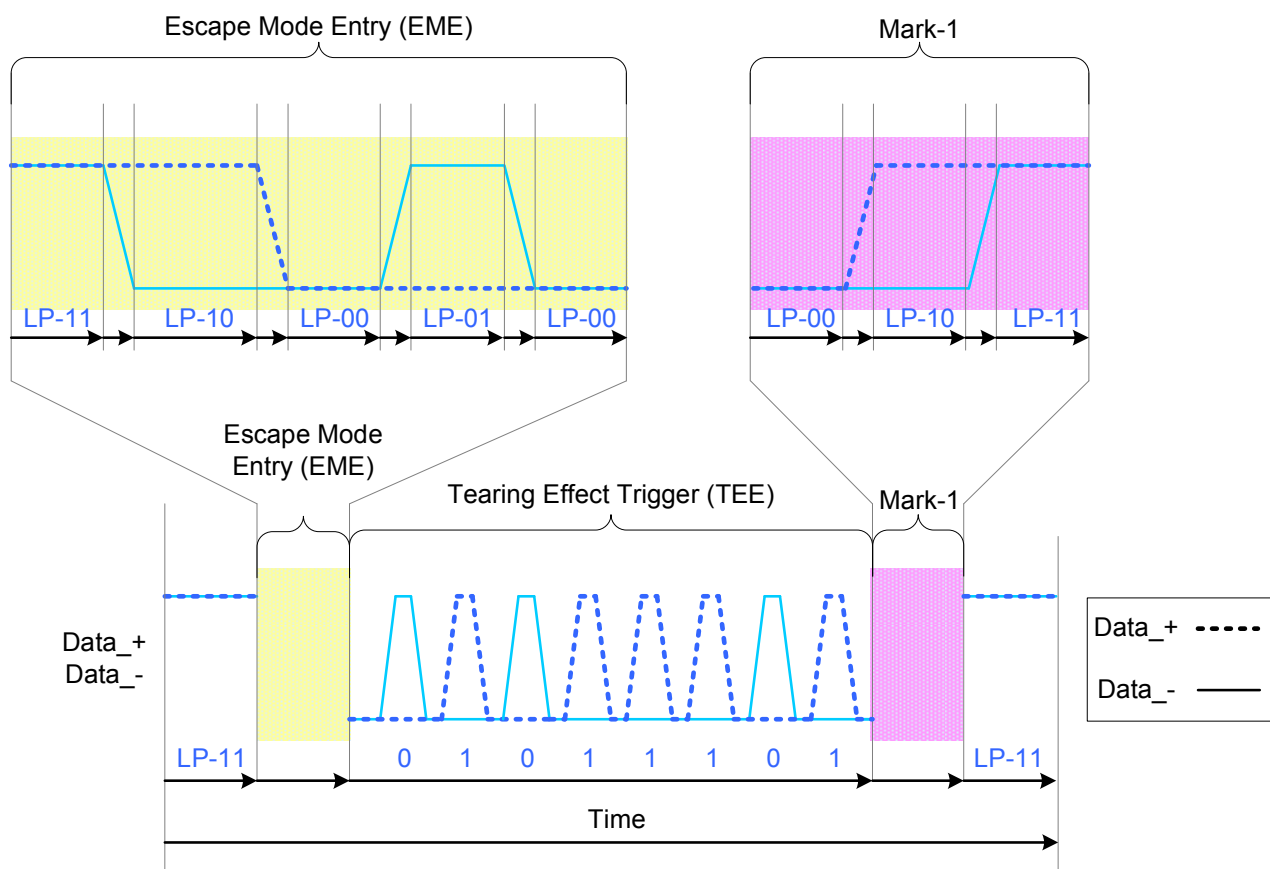 Escape Mode Entry (EME)
Mark-1
LP-11 LP-10 LP-00 LP-01 LP-00
LP-00 LP-10 LP-11
Escape Mode
Entry (EME)
Tearing Effect Trigger (TEE)
Mark-1
Data_+
Data_-
Data_+
Data_-
LP-11 0 1 0 1 1 1 0 1 LP-11
Time